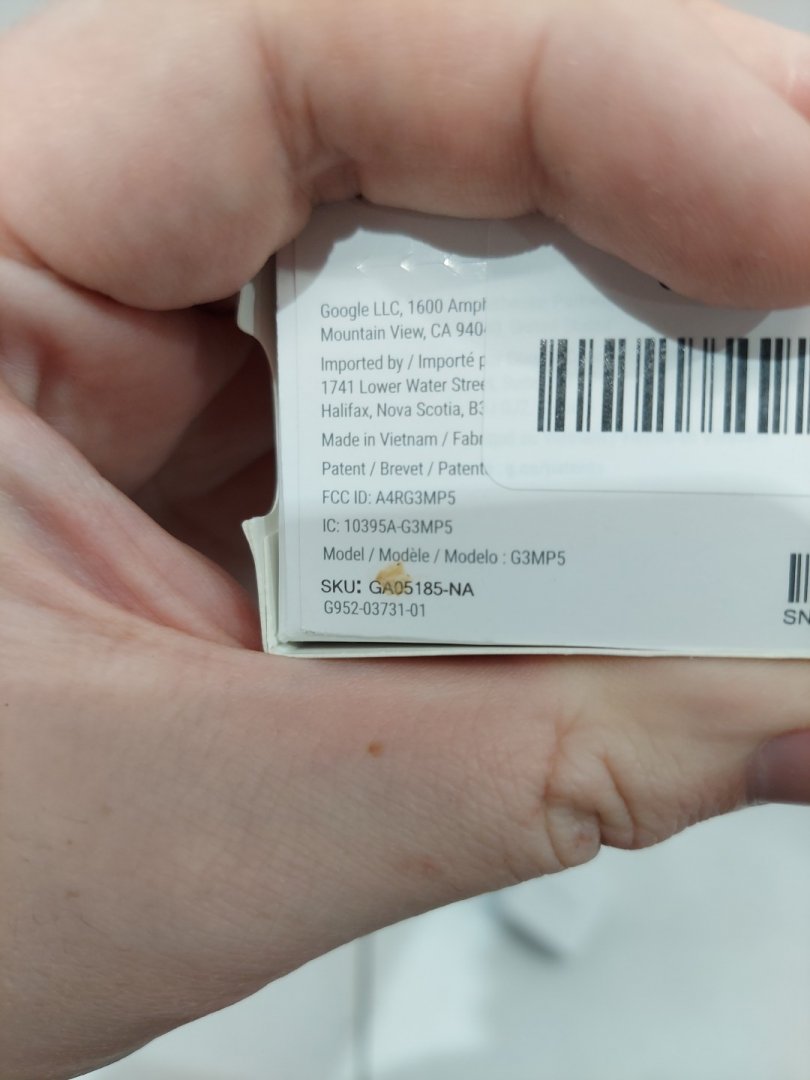 Google LLC, 1600 Amph
Mountain View, CA 940
Imported by / Importé p
1741 Lower Water Stree
Halifax, Nova Scotia, B3
Made in Vietnam / Fabr
Patent / Brevet / Patent
FCC ID: A4RG3MP5
IC: 10395A-G3MP5
Model / Modèle / Modelo : G3MP5
SKU: GA05185-NA
G952-03731-01
SN